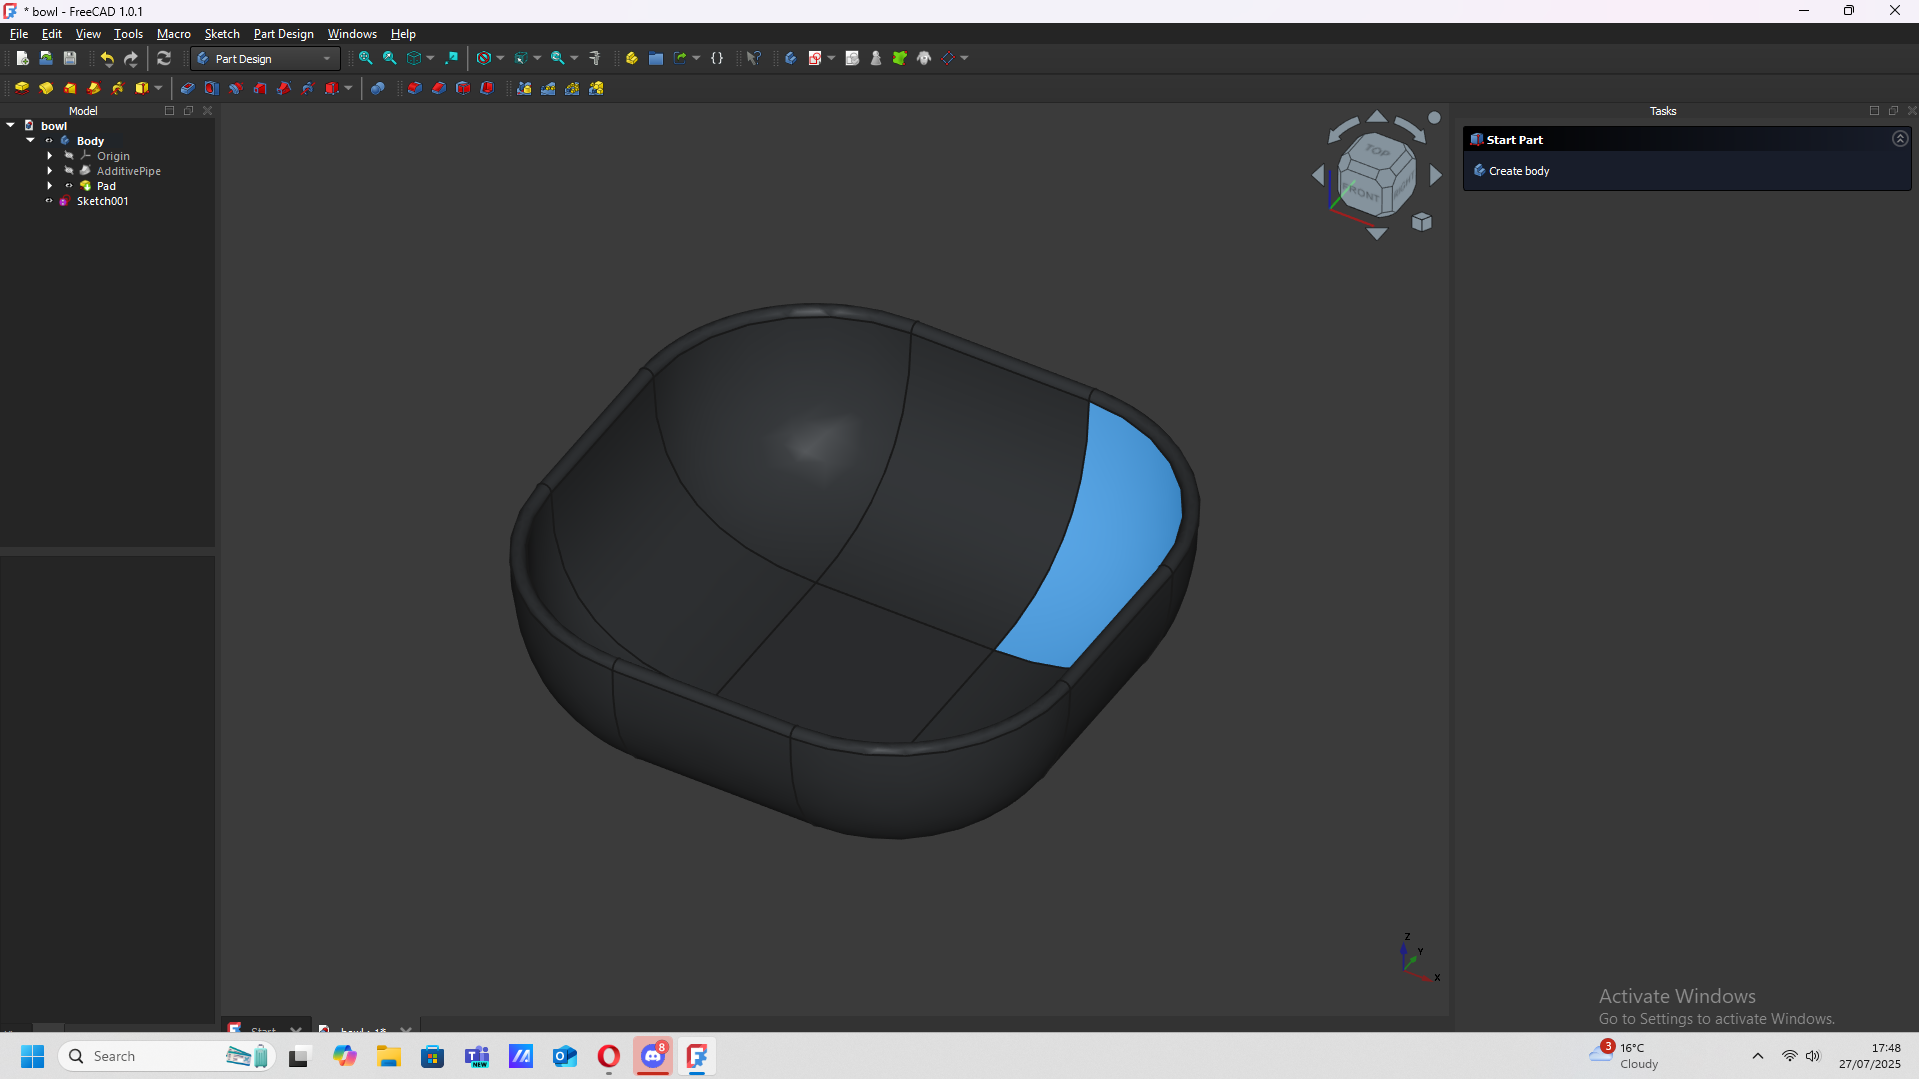 * bowl - FreeCAD 1.0.1
File Edit View Tools Macro Sketch Part Design Windows Help
Part Design
Model
Tasks
bowl
Body
Origin
AdditivePipe
Pad
Sketch001
Start Part
Create body
TOP
FRONT
RIGHT
Z
Y
X
Start
bowl : 1*
Activate Windows
Go to Settings to activate Windows.
Search
NEW
8
3
16°C
Cloudy
17:48
27/07/2025